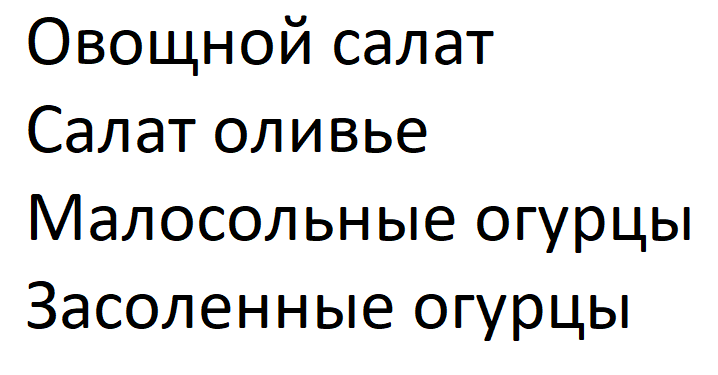 Овощной салат
Салат оливье
Малосольные огурцы
Засоленные огурцы